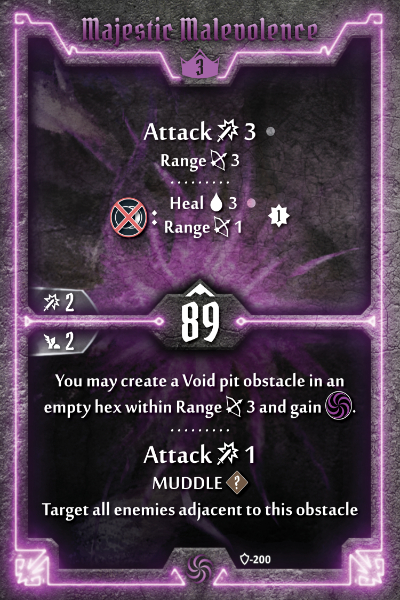 Majestic Malevolence
3
Attack 3
Range 3
Heal 3
Range 1
1
2
89
2
You may create a Void pit obstacle in an
empty hex within Range 3 and gain .
Attack 1
MUDDLE ?
Target all enemies adjacent to this obstacle
-200